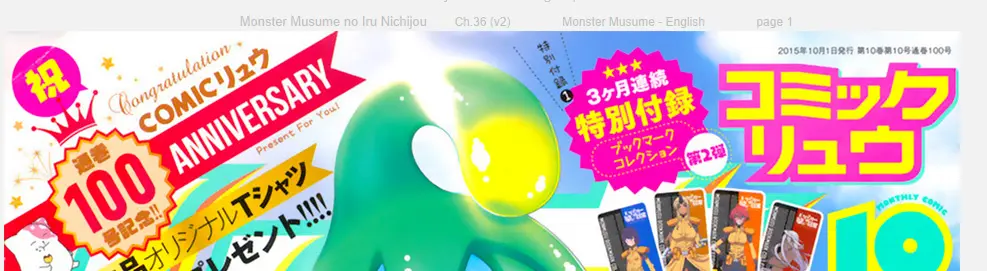 Monster Musume no Iru Nichijou Ch.36 (v2) Monster Musume - English page 1
2015年10月1日発行 第10巻第10号通巻100号
祝
Congratulation
COMICリュウ
ANNIVERSARY
Present For You!
通巻
100
号記念!!
オリジナルTシャツ
プレゼント!!!!
特別付録1
3ヶ月連続
特別付録
ブックマーク
コレクション
第2弾
コミック
リュウ
MONTHLY COMIC
10